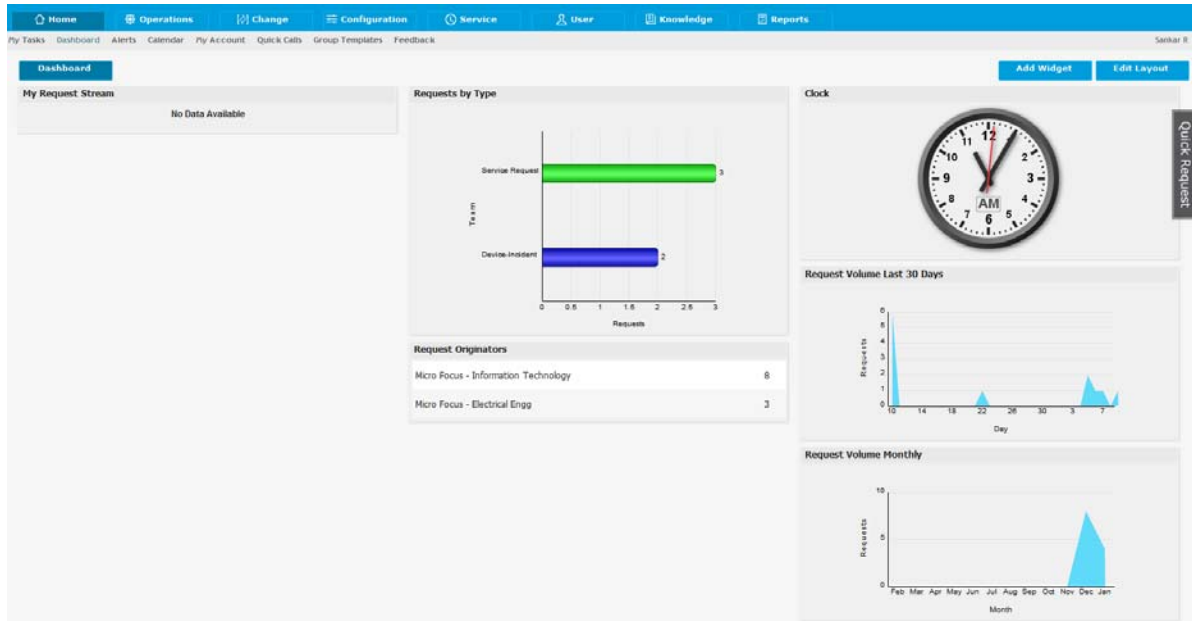 Home Operations Change Configuration Service User Knowledge Reports
My Tasks Dashboard Alerts Calendar My Account Quick Calls Group Templates Feedback Sankar R
Dashboard Add Widget Edit Layout
My Request Stream
No Data Available
Requests by Type
Team
Service Request 3
Device-Incident 2
0 0.5 1 1.5 2 2.5 3
Requests
Request Originators
Micro Focus - Information Technology 8
Micro Focus - Electrical Engg 3
Clock
12
11
10 2
9 3
8 AM 4
7 6 5
Quick Request
Request Volume Last 30 Days
Requests
6
5
4
3
2
1
0
10 14 18 22 26 30 3 7
Day
Request Volume Monthly
Requests
10
5
0
Feb Mar Apr May Jun Jul Aug Sep Oct Nov Dec Jan
Month